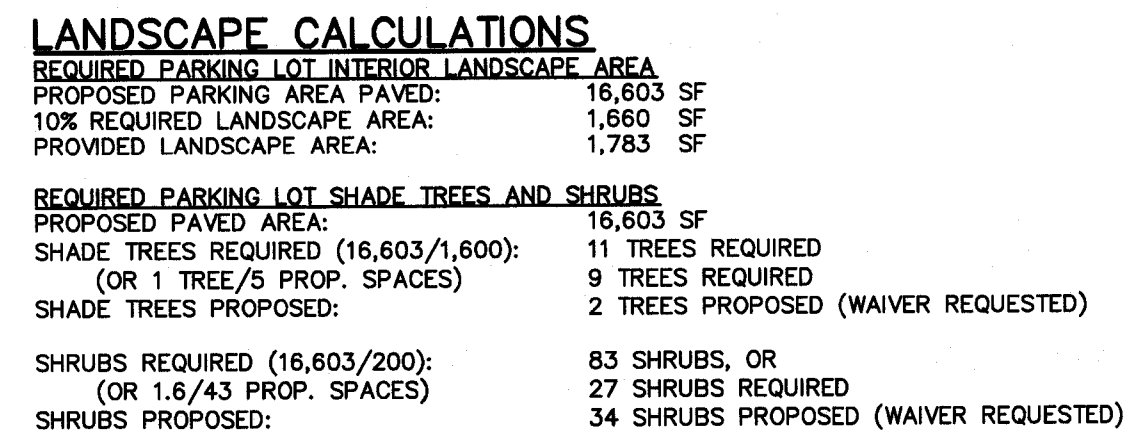 LANDSCAPE CALCULATIONS
REQUIRED PARKING LOT INTERIOR LANDSCAPE AREA
PROPOSED PARKING AREA PAVED: 16,603 SF
10% REQUIRED LANDSCAPE AREA: 1,660 SF
PROVIDED LANDSCAPE AREA: 1,783 SF
REQUIRED PARKING LOT SHADE TREES AND SHRUBS
PROPOSED PAVED AREA: 16,603 SF
SHADE TREES REQUIRED (16,603/1,600): 11 TREES REQUIRED
(OR 1 TREE/5 PROP. SPACES) 9 TREES REQUIRED
SHADE TREES PROPOSED: 2 TREES PROPOSED (WAIVER REQUESTED)
SHRUBS REQUIRED (16,603/200): 83 SHRUBS, OR
(OR 1.6/43 PROP. SPACES) 27 SHRUBS REQUIRED
SHRUBS PROPOSED: 34 SHRUBS PROPOSED (WAIVER REQUESTED)